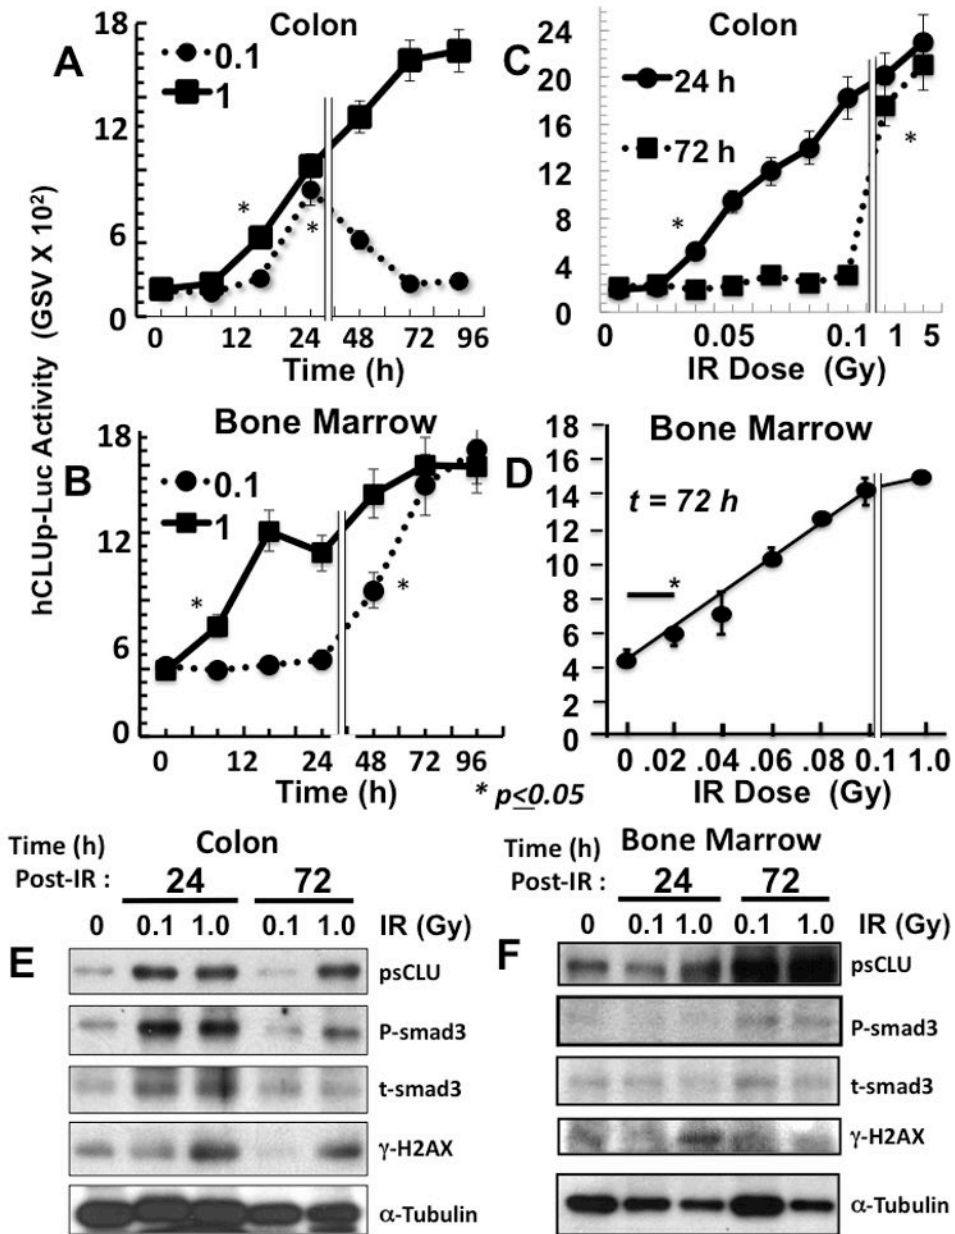 hCLUp-Luc Activity (GSV X 10²)
A
Colon
0.1
1
18
12
6
0
0 12 24 48 72 96
Time (h)
C
Colon
24 h
72 h
24
20
16
12
8
4
0
0 0.05 0.1 1 5
IR Dose (Gy)
*
*
*
*
B
Bone Marrow
0.1
1
18
12
6
0
0 12 24 48 72 96
Time (h)
*
*
* p≤0.05
D
Bone Marrow
t = 72 h
*
18
16
14
12
10
8
6
4
2
0
0 .02 .04 .06 .08 0.1 1.0
IR Dose (Gy)
E
Time (h) Colon
Post-IR : 24 72
0 0.1 1.0 0.1 1.0 IR (Gy)
psCLU
P-smad3
t-smad3
γ-H2AX
α-Tubulin
F
Time (h) Bone Marrow
Post-IR : 24 72
0 0.1 1.0 0.1 1.0 IR (Gy)
psCLU
P-smad3
t-smad3
γ-H2AX
α-Tubulin